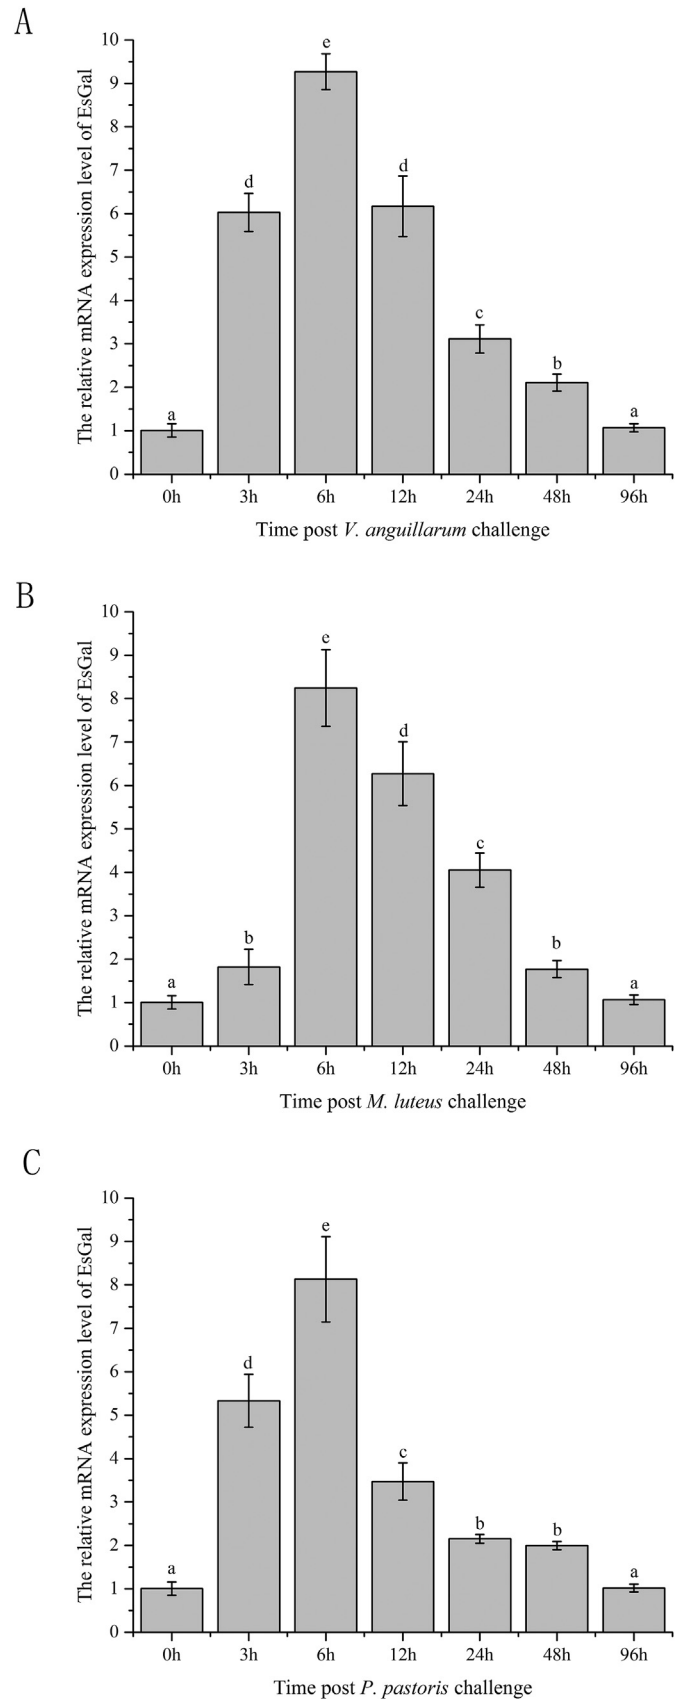 A
The relative mRNA expression level of EsGal
10
9
8
7
6
5
4
3
2
1
0
a
d
e
d
c
b
a
0h 3h 6h 12h 24h 48h 96h
Time post V. anguillarum challenge
B
The relative mRNA expression level of EsGal
10
9
8
7
6
5
4
3
2
1
0
a
b
e
d
c
b
a
0h 3h 6h 12h 24h 48h 96h
Time post M. luteus challenge
C
The relative mRNA expression level of EsGal
10
9
8
7
6
5
4
3
2
1
0
a
d
e
c
b
b
a
0h 3h 6h 12h 24h 48h 96h
Time post P. pastoris challenge